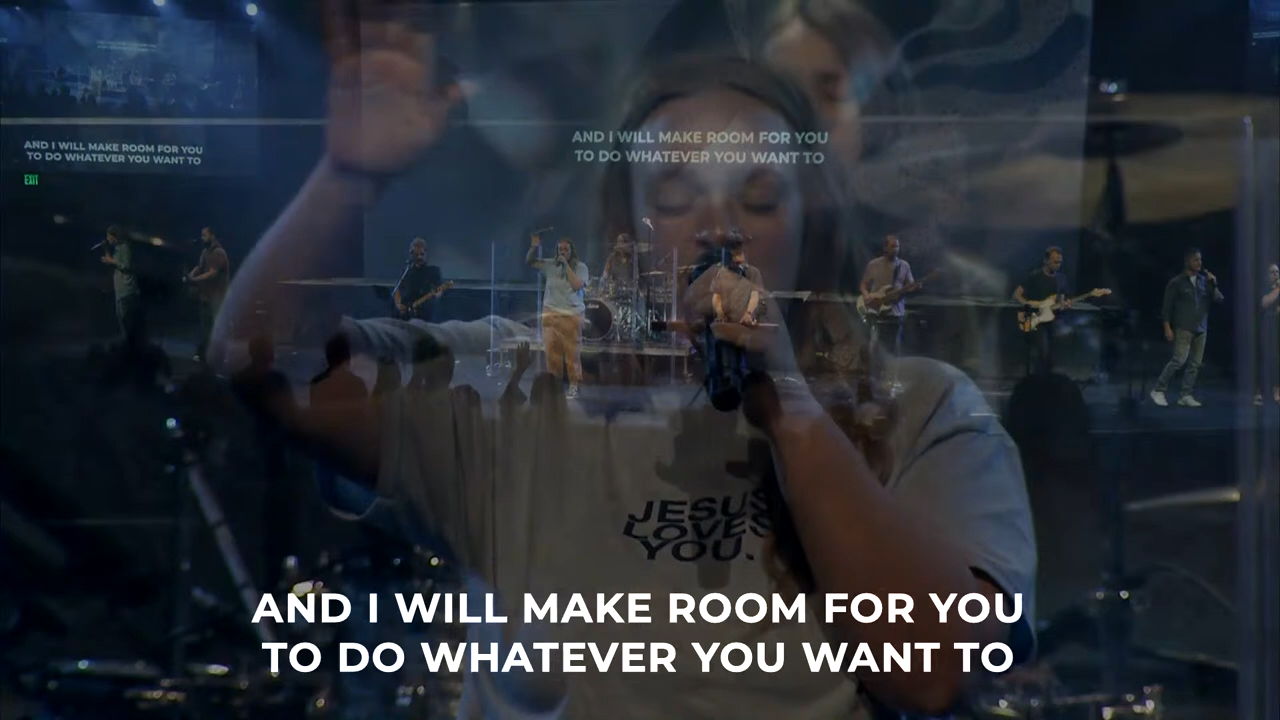 AND I WILL MAKE ROOM FOR YOU
TO DO WHATEVER YOU WANT TO
EXIT
AND I WILL MAKE ROOM FOR YOU
TO DO WHATEVER YOU WANT TO
JESUS
LOVES
YOU.
AND I WILL MAKE ROOM FOR YOU
TO DO WHATEVER YOU WANT TO